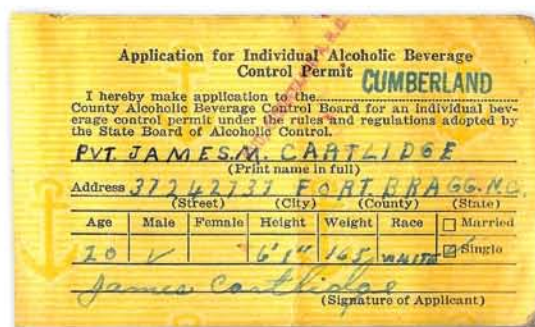 Application for Individual Alcoholic Beverage
Control Permit
CUMBERLAND
I hereby make application to the
County Alcoholic Beverage Control Board for an individual bev-
erage control permit under the rules and regulations adopted by
the State Board of Alcoholic Control.
PVT. JAMES.M. CARTLIDGE
(Print name in full)
Address 37242737 FORT. BRAGG. N.C.
(Street) (City) (County) (State)
Age Male Female Height Weight Race Married
20 √ 6'1" 165 WHITE Single
James Cartlidge
(Signature of Applicant)